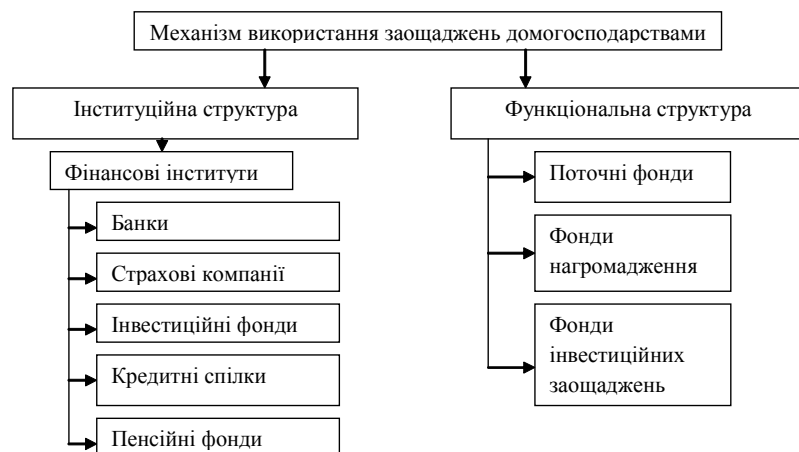 Механізм використання заощаджень домогосподарствами
Інституційна структура
Фінансові інститути
Банки
Страхові компанії
Інвестиційні фонди
Кредитні спілки
Пенсійні фонди
Функціональна структура
Поточні фонди
Фонди
нагромадження
Фонди
інвестиційних
заощаджень